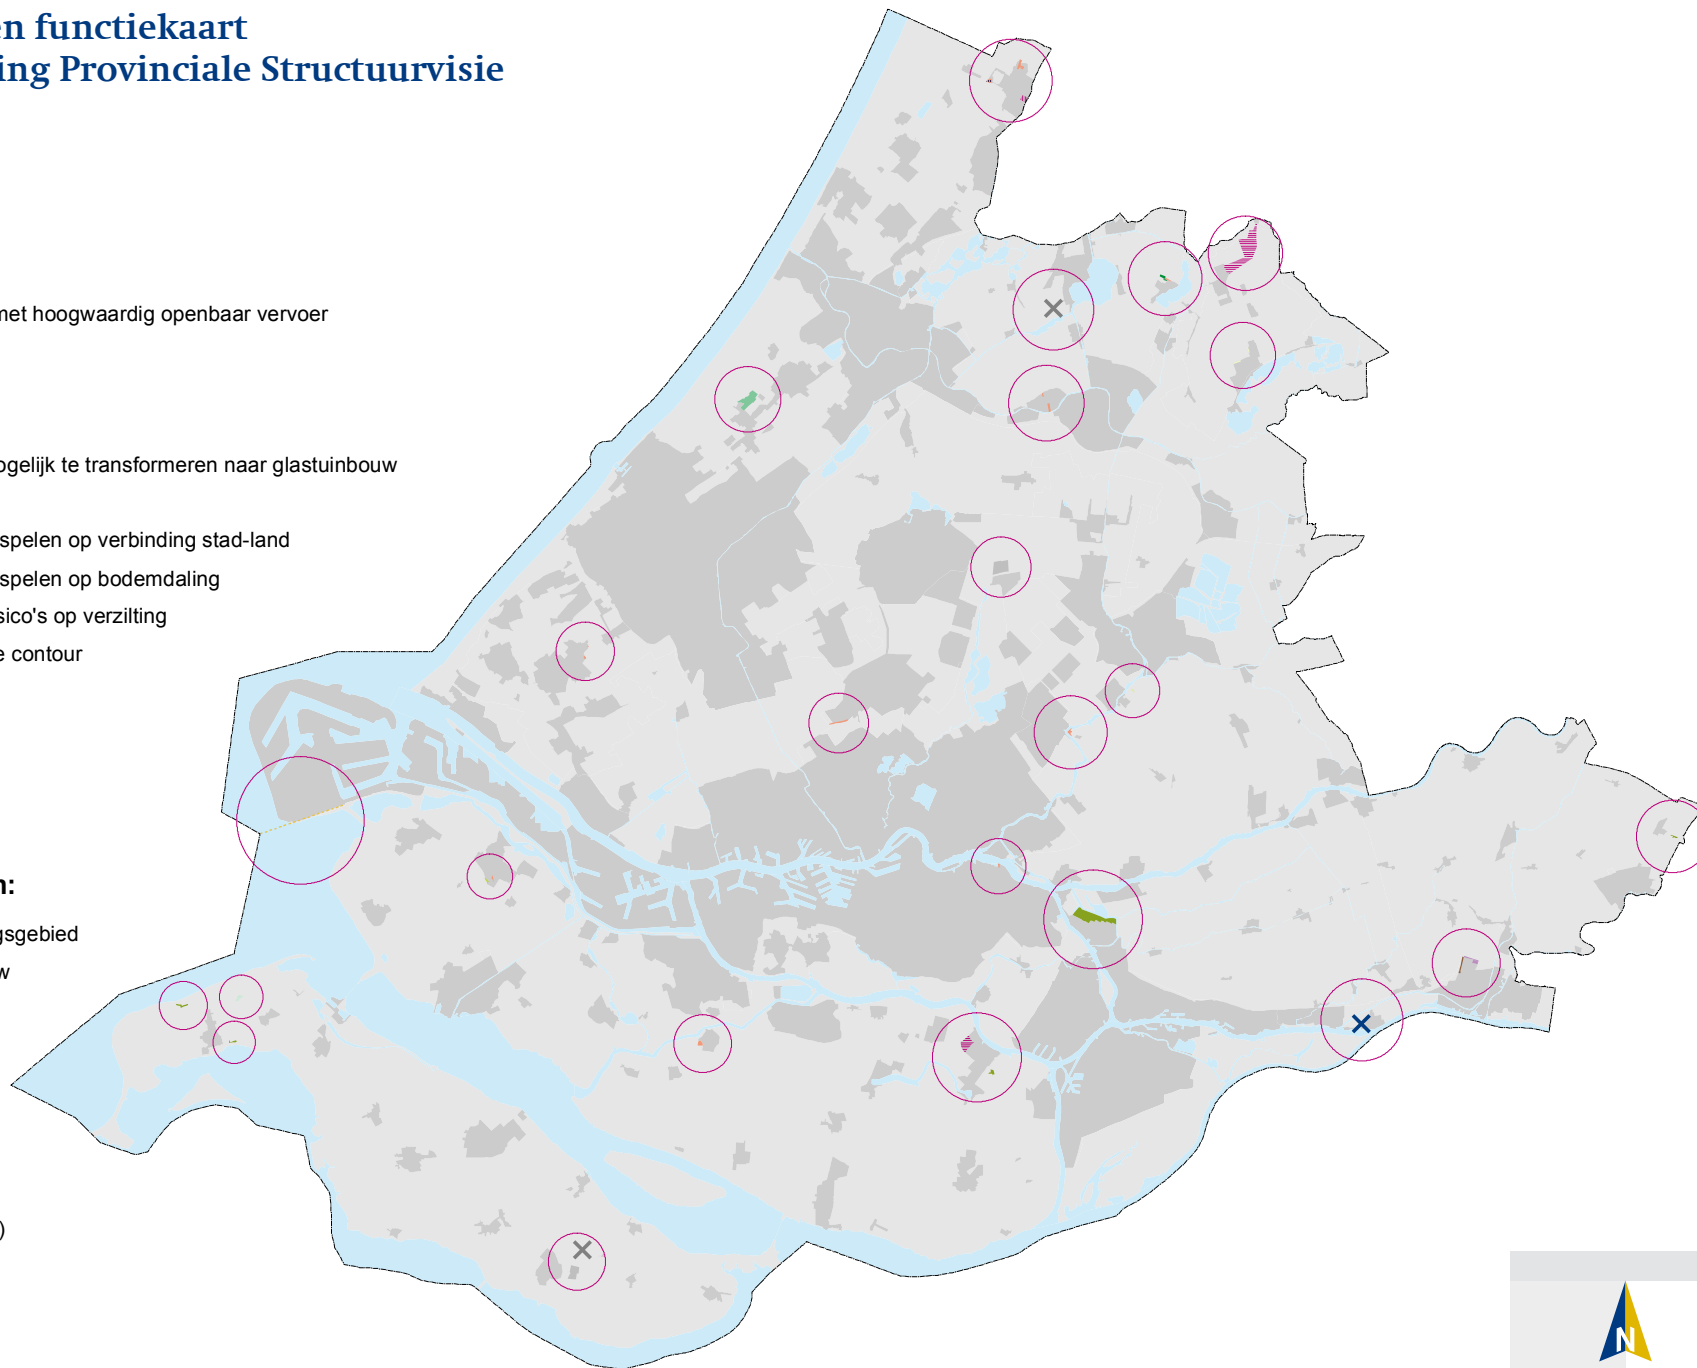 en functiekaart
ing Provinciale Structuurvisie
met hoogwaardig openbaar vervoer
ogelijk te transformeren naar glastuinbouw
spelen op verbinding stad-land
spelen op bodemdaling
sico's op verzilting
e contour
n:
gsgebied
w
)
N